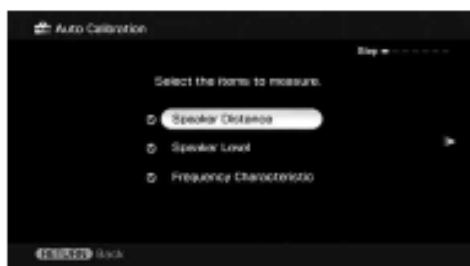 Auto Calibration
Step
Select the items to measure.
Speaker Distance
Speaker Level
Frequency Characteristic
RETURN Back